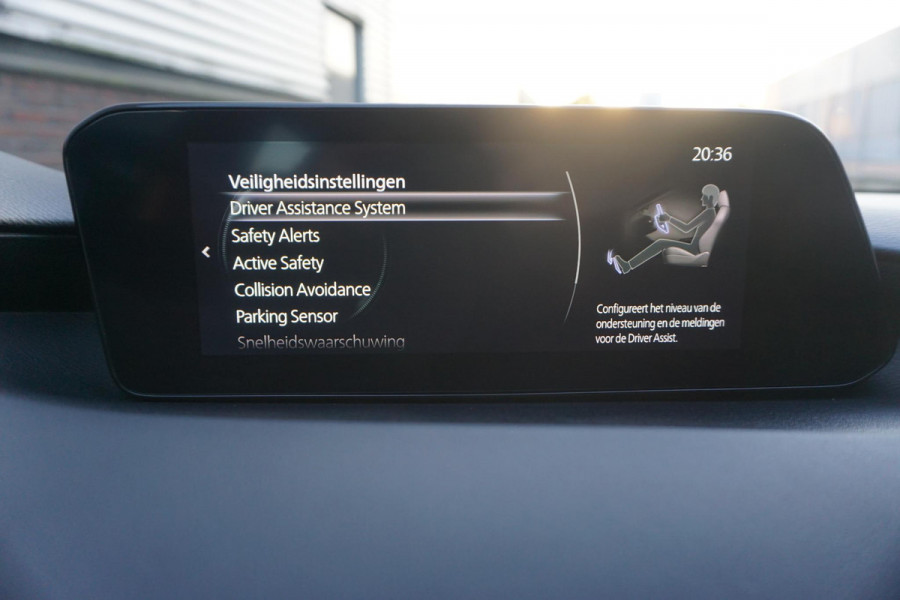 20:36
Veiligheidsinstellingen
Driver Assistance System
Safety Alerts
Active Safety
Collision Avoidance
Parking Sensor
Snelheidswaarschuwing
Configureert het niveau van de
ondersteuning en de meldingen
voor de Driver Assist.